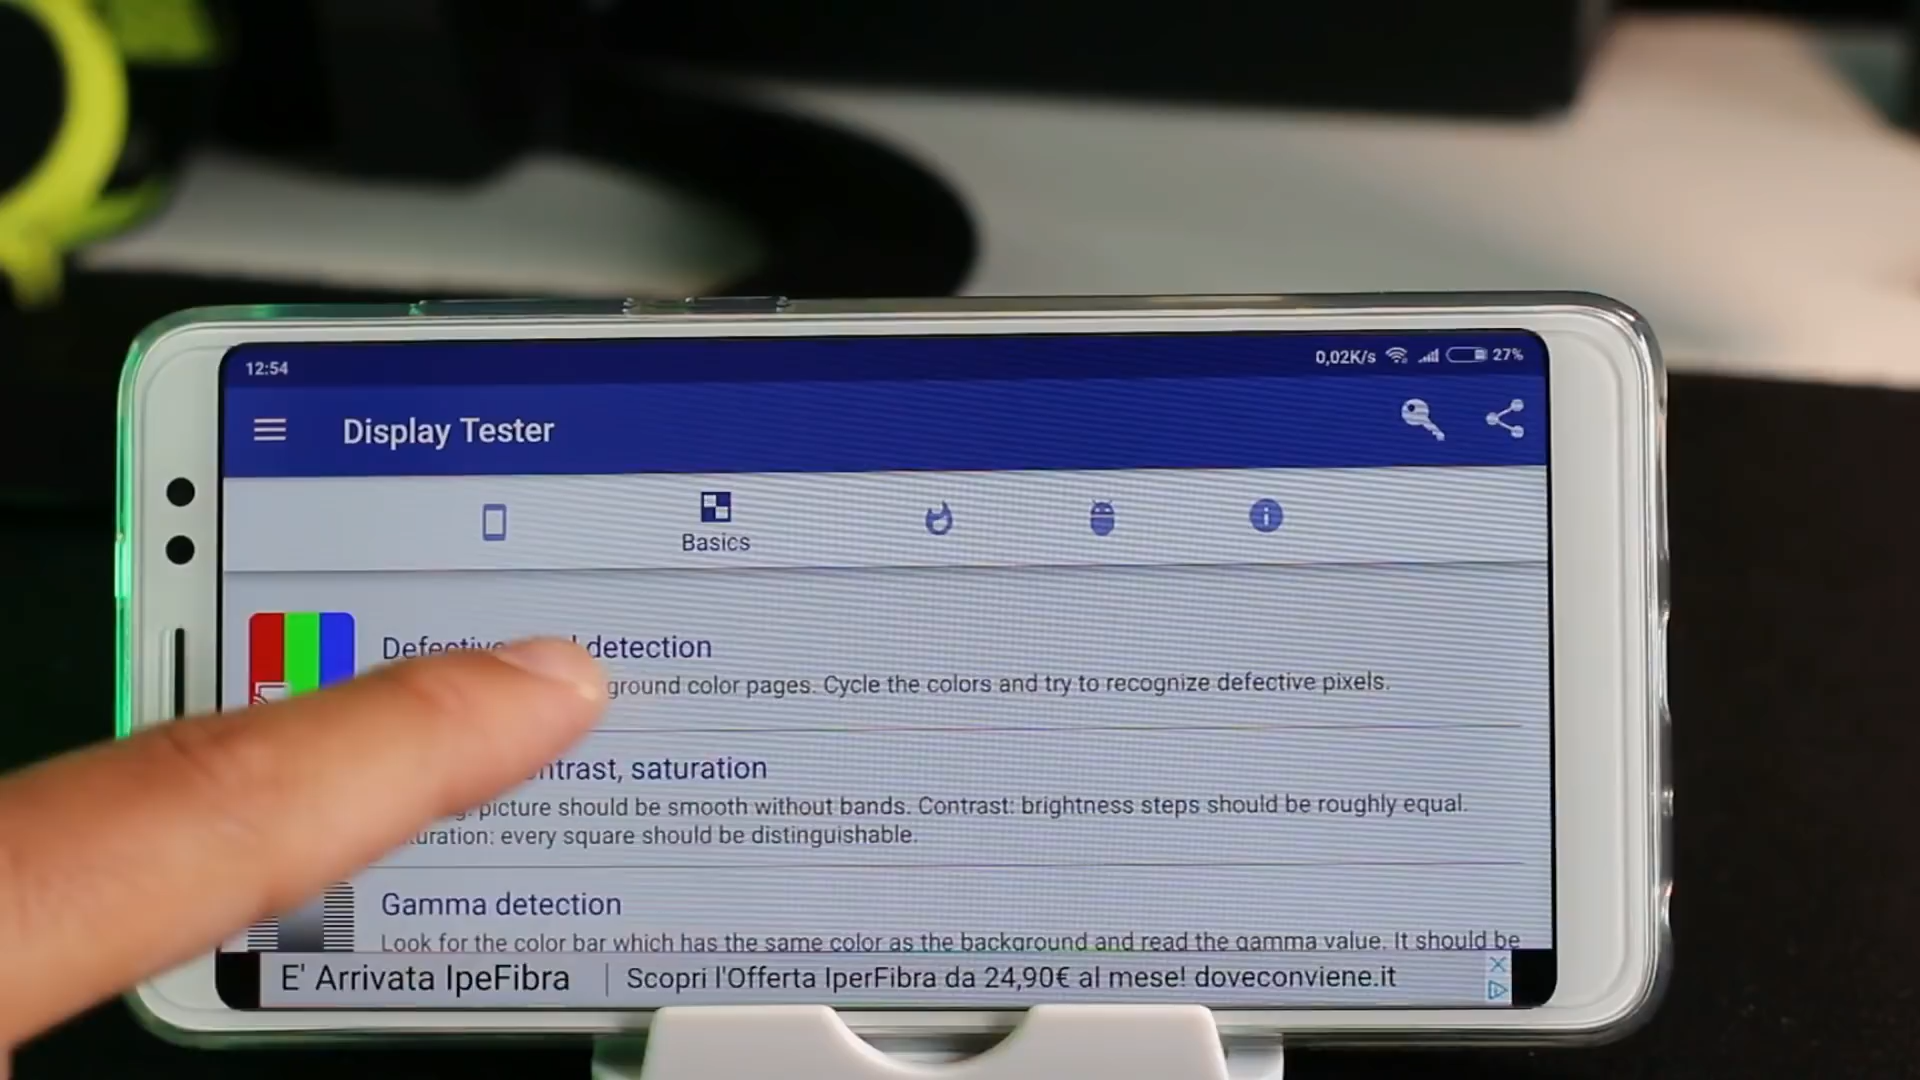 12:54
0,02K/s
27%
Display Tester
Basics
detection
ground color pages. Cycle the colors and try to recognize defective pixels.
saturation
picture should be smooth without bands. Contrast: brightness steps should be roughly equal.
every square should be distinguishable.
Gamma detection
Look for the color bar which has the same color as the background and read the gamma value. It should be
E' Arrivata IpeFibra
Scopri l'Offerta IperFibra da 24,90€ al mese! doveconviene.it